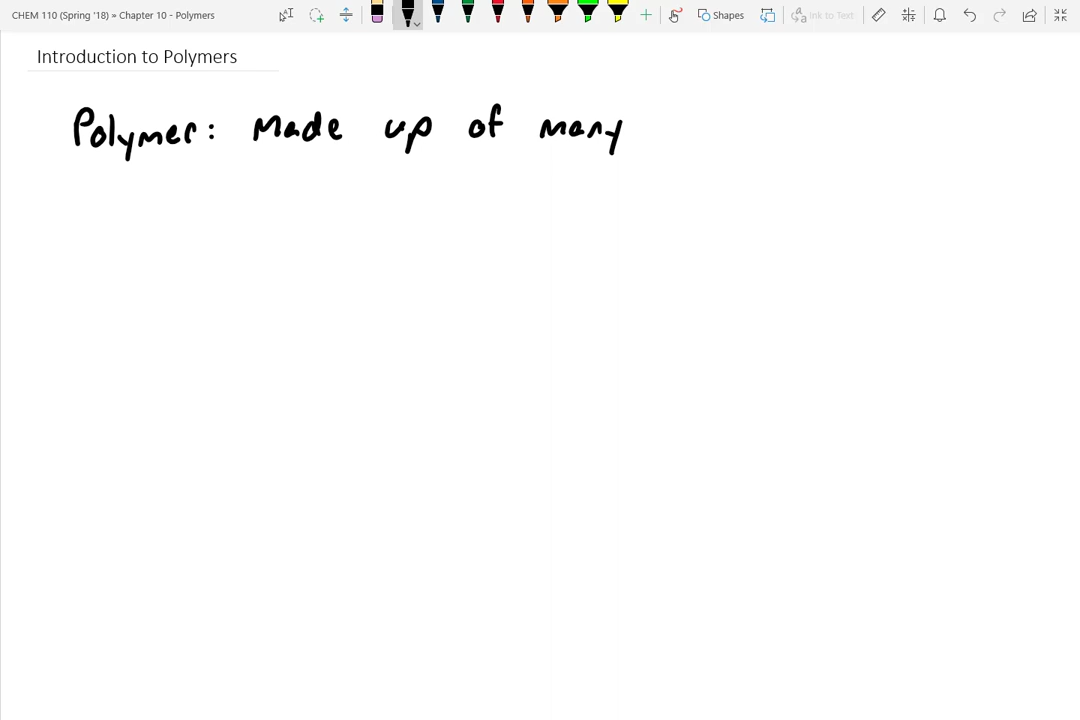 CHEM 110 (Spring '18) » Chapter 10 - Polymers
Shapes
Ink to Text
Introduction to Polymers
Polymer: Made up of many